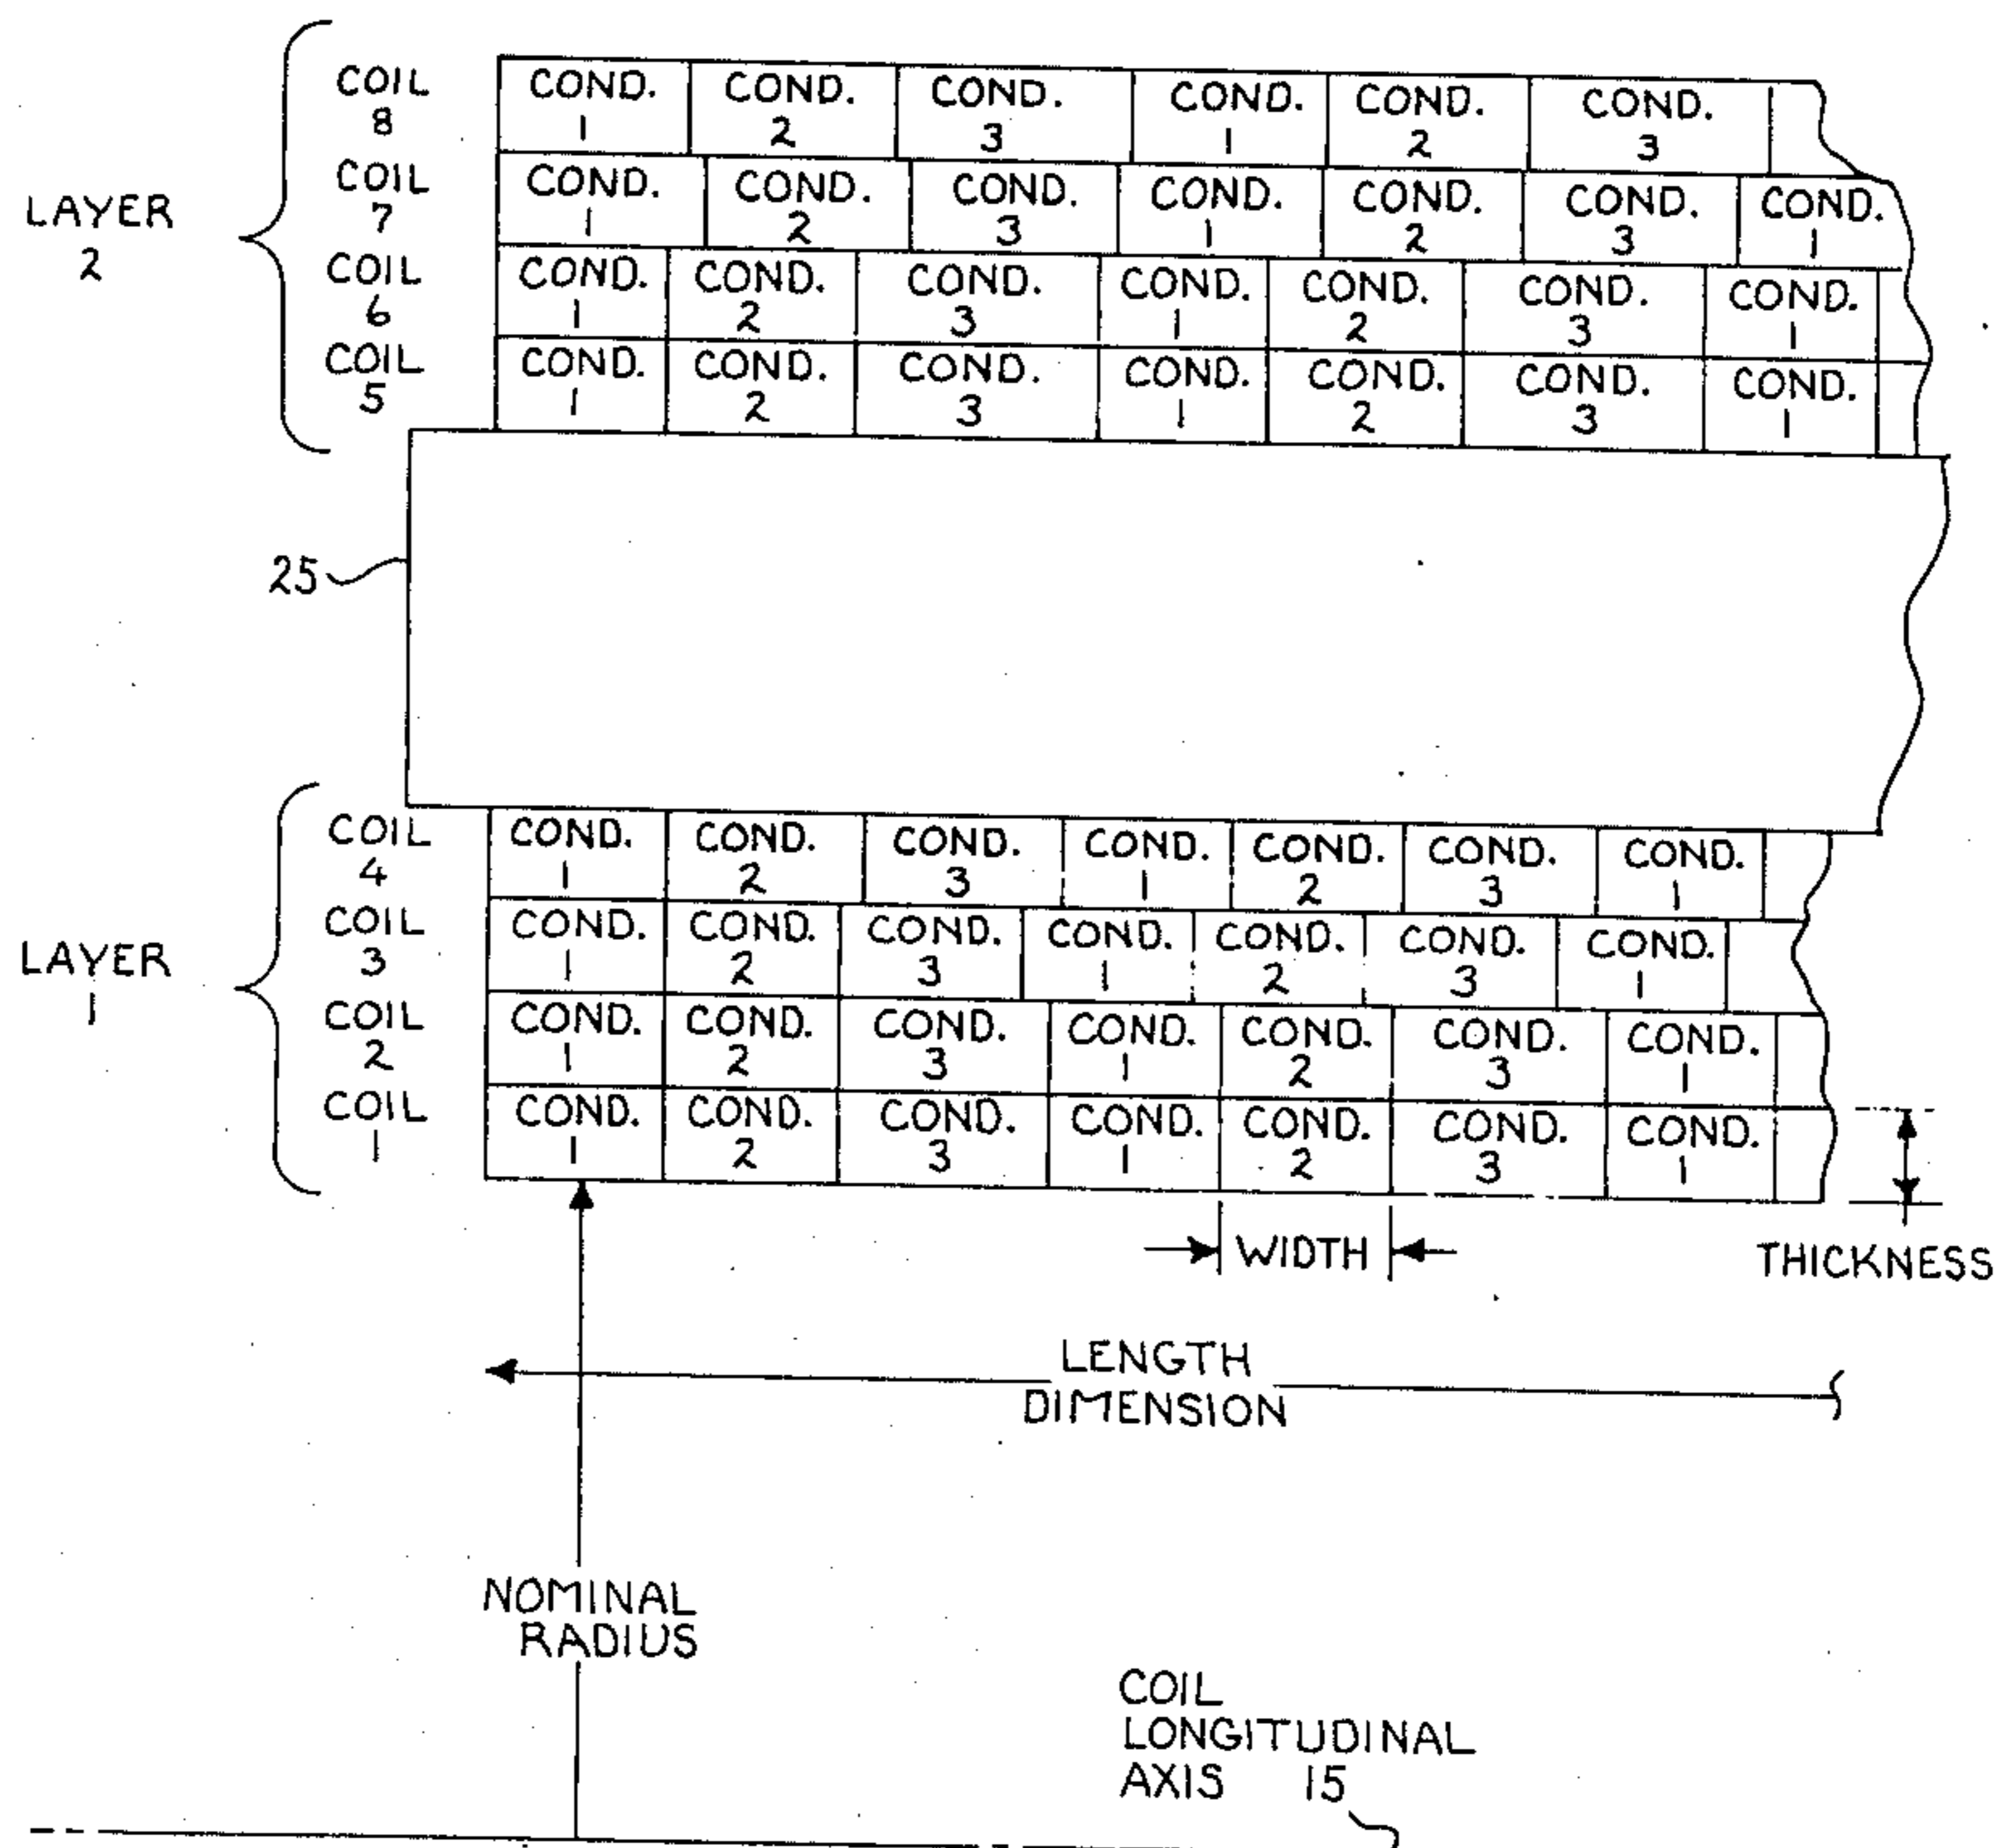 COIL 8 COND. 1 COND. 2 COND. 3 COND. 1 COND. 2 COND. 3
COIL 7 COND. 1 COND. 2 COND. 3 COND. 1 COND. 2 COND. 3 COND. 1
LAYER 2
COIL 6 COND. 1 COND. 2 COND. 3 COND. 1 COND. 2 COND. 3 COND. 1
COIL 5 COND. 1 COND. 2 COND. 3 COND. 1 COND. 2 COND. 3 COND. 1
25
COIL 4 COND. 1 COND. 2 COND. 3 COND. 1 COND. 2 COND. 3 COND. 1
COIL 3 COND. 1 COND. 2 COND. 3 COND. 1 COND. 2 COND. 3 COND. 1
LAYER 1
COIL 2 COND. 1 COND. 2 COND. 3 COND. 1 COND. 2 COND. 3 COND. 1
COIL 1 COND. 1 COND. 2 COND. 3 COND. 1 COND. 2 COND. 3 COND. 1
WIDTH
THICKNESS
LENGTH
DIMENSION
NOMINAL
RADIUS
COIL
LONGITUDINAL
AXIS 15